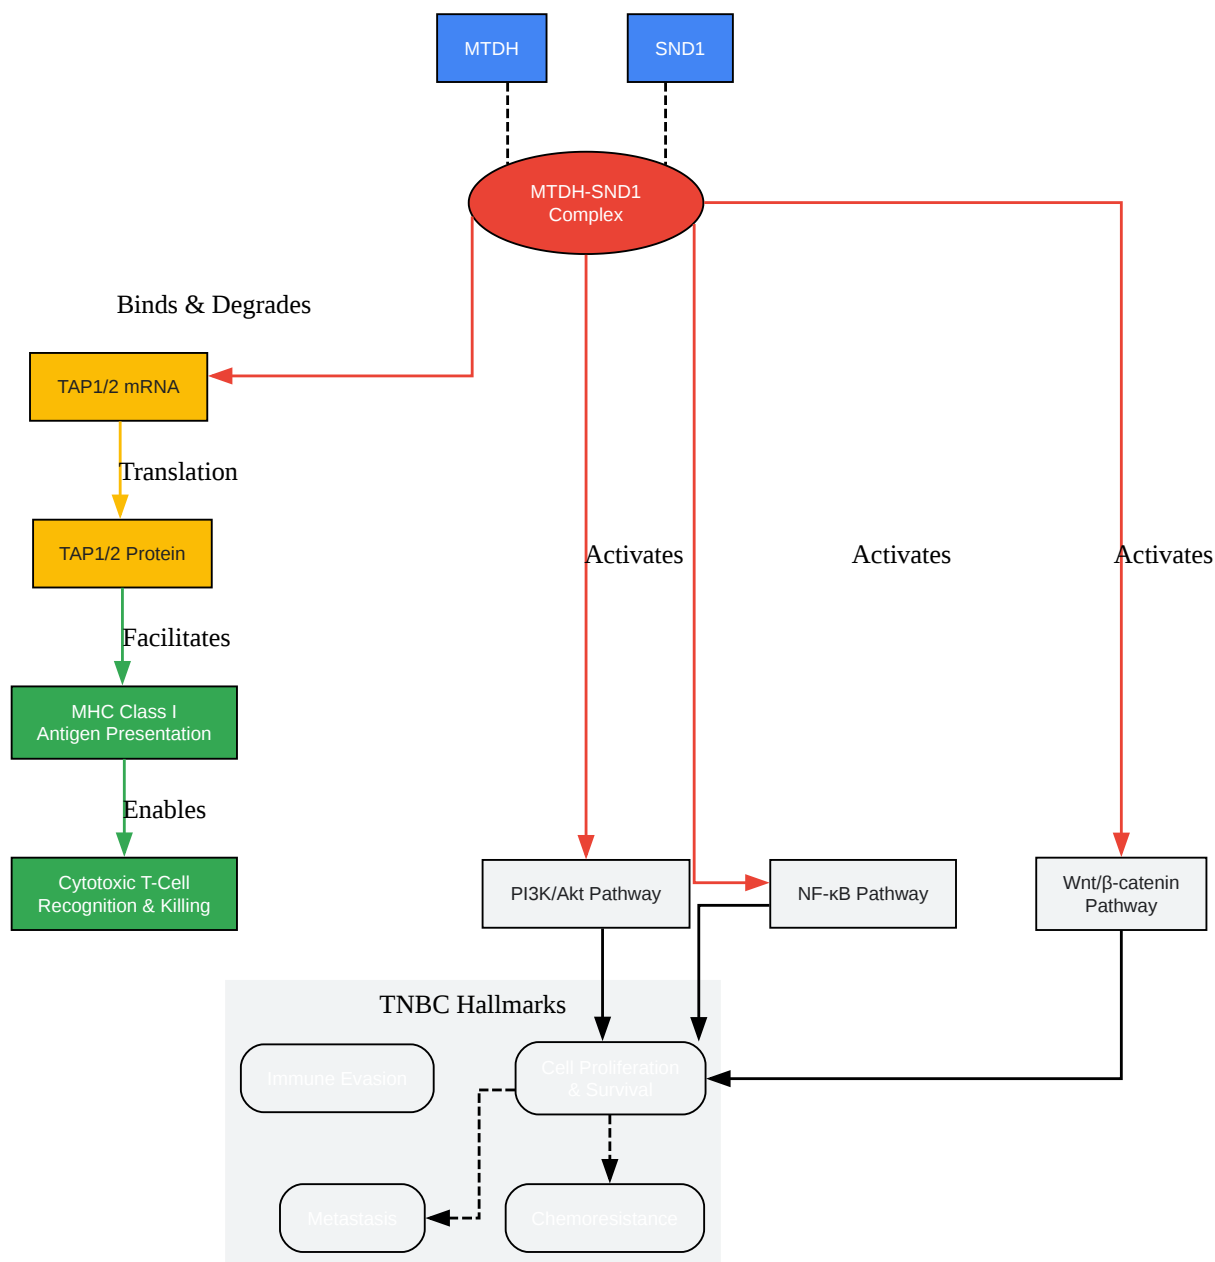 MTDH
SND1
MTDH-SND1
Complex
Binds & Degrades
TAP1/2 mRNA
Translation
TAP1/2 Protein
Activates
Activates
Activates
Facilitates
MHC Class I
Antigen Presentation
Enables
Cytotoxic T-Cell
Recognition & Killing
PI3K/Akt Pathway
NF-κB Pathway
Wnt/β-catenin
Pathway
TNBC Hallmarks
Immune Evasion
Cell Proliferation
& Survival
Metastasis
Chemoresistance